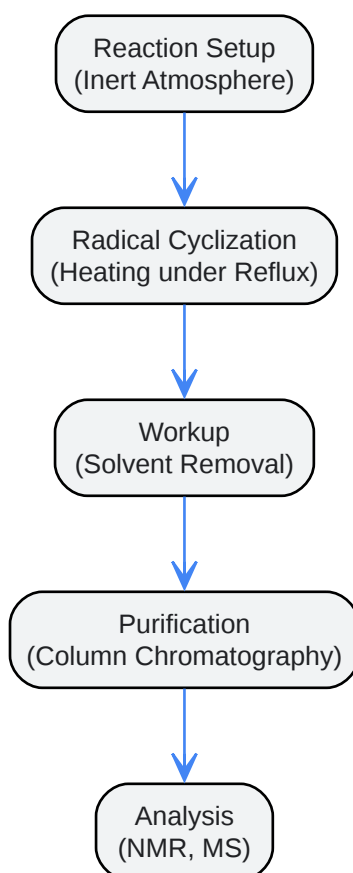 Reaction Setup
(Inert Atmosphere)
Radical Cyclization
(Heating under Reflux)
Workup
(Solvent Removal)
Purification
(Column Chromatography)
Analysis
(NMR, MS)